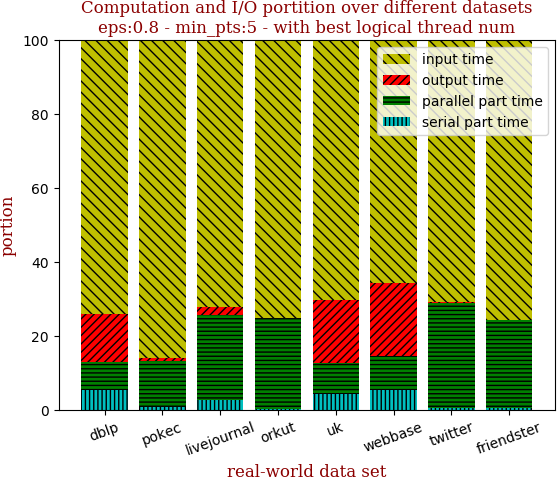 Computation and I/O portion over different datasets
eps:0.8 - min_pts:5 - with best logical thread num
input time
output time
parallel part time
serial part time
100
80
60
40
20
0
portion
dblp
pokec
livejournal
orkut
uk
webbase
twitter
friendster
real-world data set